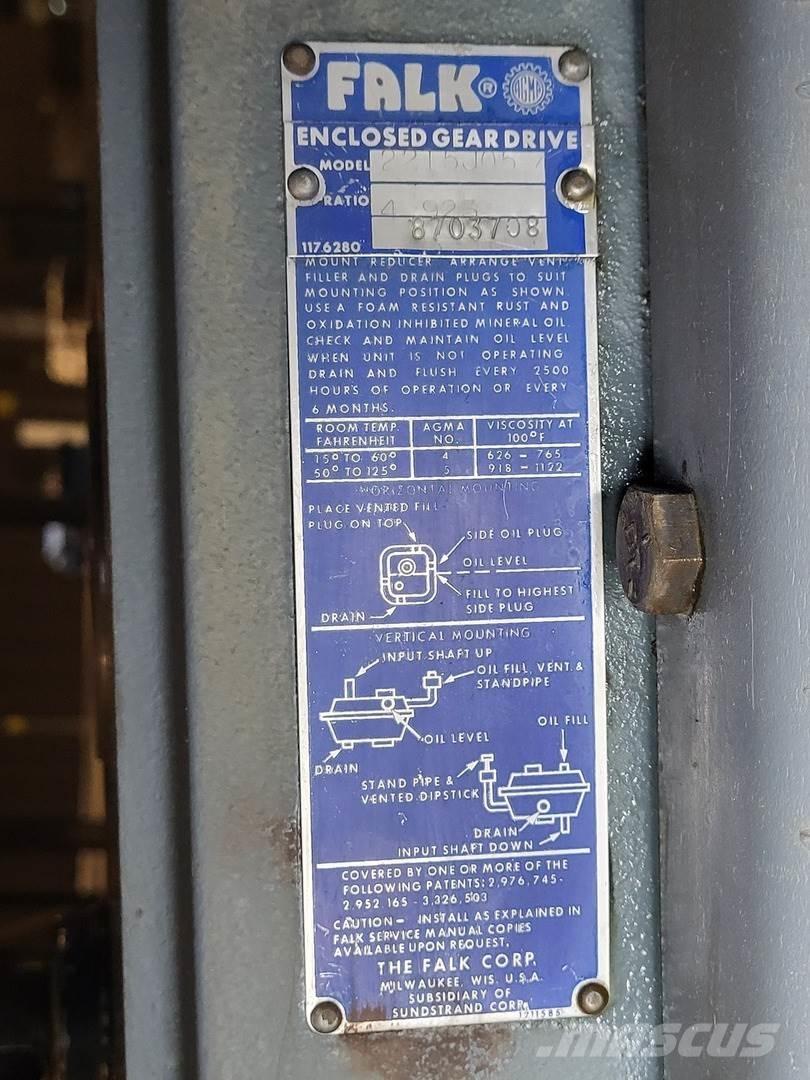 FALK®
ENCLOSED GEAR DRIVE
MODEL
RATIO
8703708
1176280
MOUNT REDUCER ARRANGE VENT,
FILLER AND DRAIN PLUGS TO SUIT
MOUNTING POSITION AS SHOWN
USE A FOAM RESISTANT RUST AND
OXIDATION INHIBITED MINERAL OIL.
CHECK AND MAINTAIN OIL LEVEL
WHEN UNIT IS NOT OPERATING
DRAIN AND FLUSH EVERY 2500
HOURS OF OPERATION OR EVERY
6 MONTHS.
ROOM TEMP. FAHRENHEIT AGMA NO. VISCOSITY AT 100°F
15° TO 60° 4 626 - 765
50° TO 125° 5 918 - 1122
HORIZONTAL MOUNTING
PLACE VENTED FILL
PLUG ON TOP
SIDE OIL PLUG
OIL LEVEL
FILL TO HIGHEST
SIDE PLUG
DRAIN
VERTICAL MOUNTING
INPUT SHAFT UP
OIL FILL, VENT &
STANDPIPE
OIL LEVEL
DRAIN
OIL FILL
STAND PIPE &
VENTED DIPSTICK
DRAIN
INPUT SHAFT DOWN
COVERED BY ONE OR MORE OF THE
FOLLOWING PATENTS: 2,976,745-
2,952,165 - 3,326,503
CAUTION - INSTALL AS EXPLAINED IN
FALK SERVICE MANUAL COPIES
AVAILABLE UPON REQUEST.
THE FALK CORP.
MILWAUKEE, WIS. U.S.A.
SUBSIDIARY OF
SUNDSTRAND CORP.
1211585
mascus